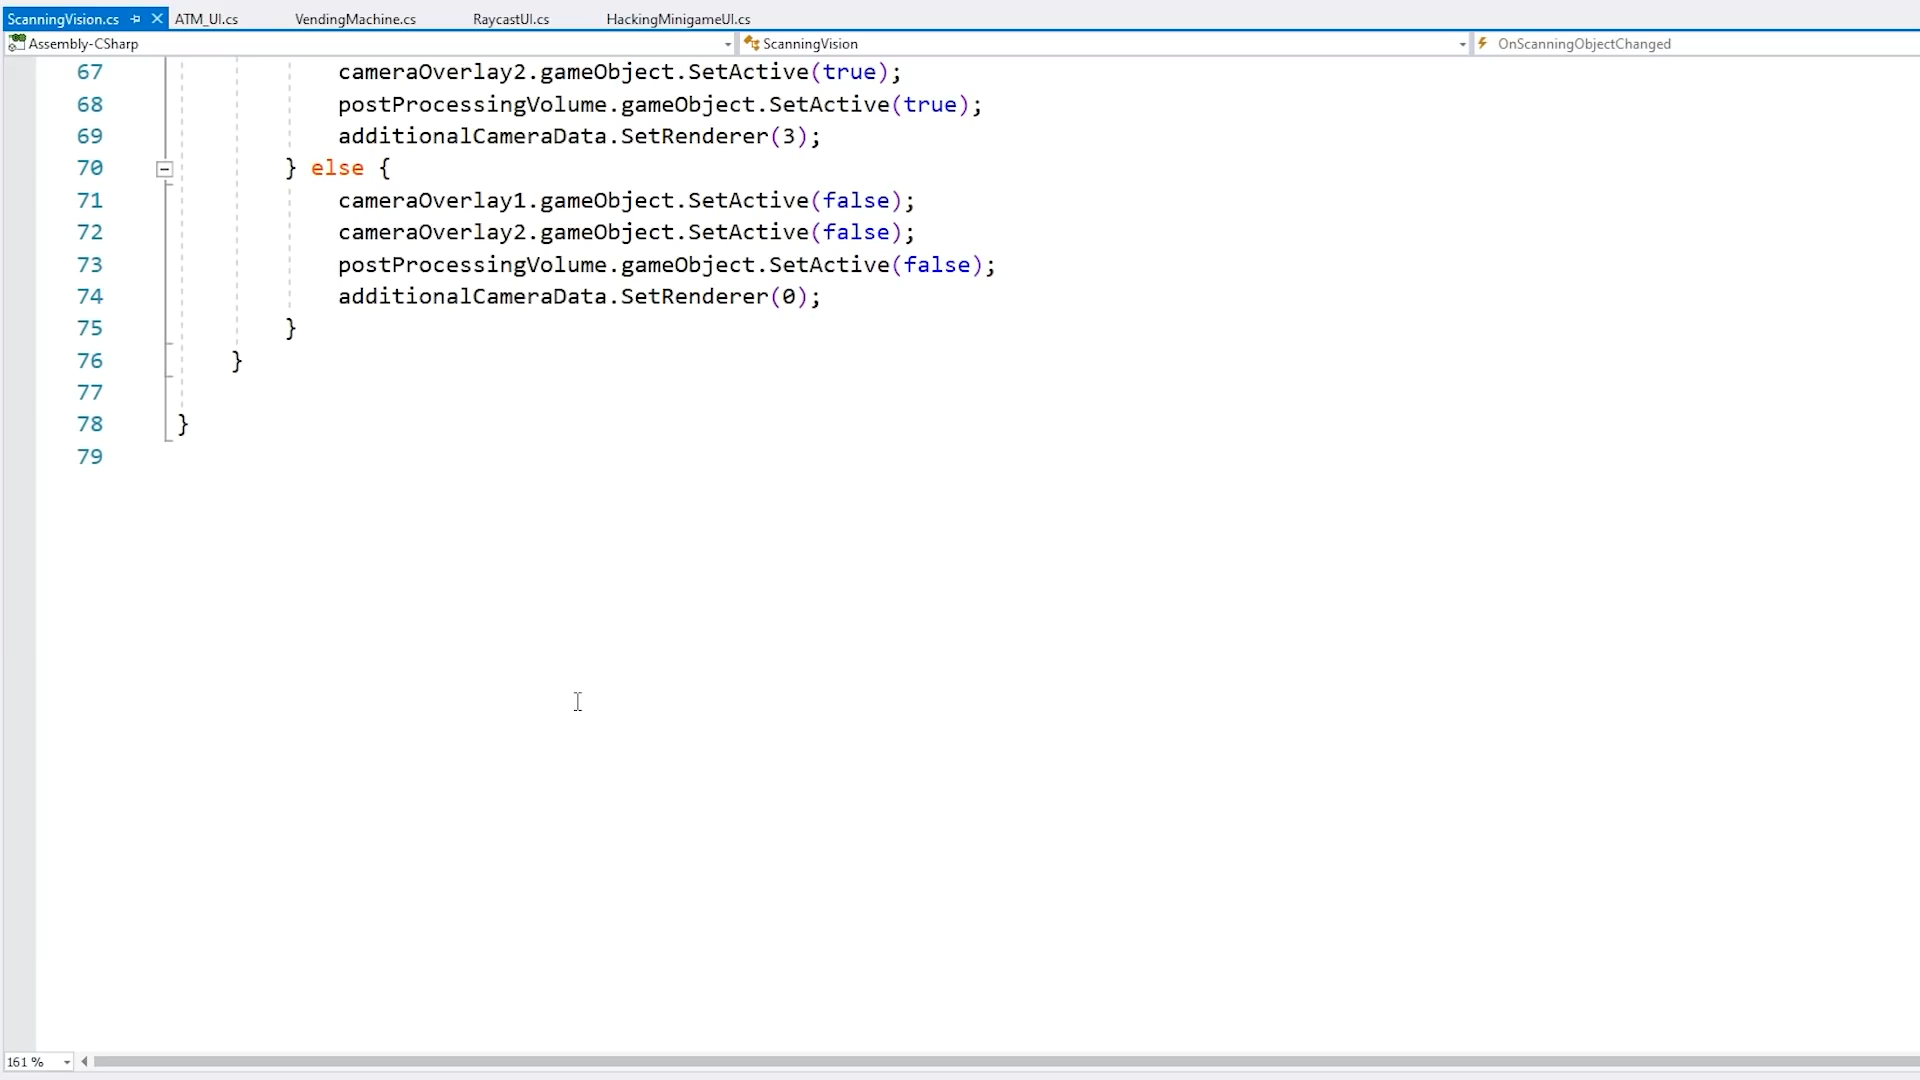 ScanningVision.cs ATM_UI.cs VendingMachine.cs RaycastUI.cs HackingMinigameUI.cs
Assembly-CSharp ScanningVision OnScanningObjectChanged
67 cameraOverlay2.gameObject.SetActive(true);
68 postProcessingVolume.gameObject.SetActive(true);
69 additionalCameraData.SetRenderer(3);
70 } else {
71 cameraOverlay1.gameObject.SetActive(false);
72 cameraOverlay2.gameObject.SetActive(false);
73 postProcessingVolume.gameObject.SetActive(false);
74 additionalCameraData.SetRenderer(0);
75 }
76 }
77
78 }
79
161 %